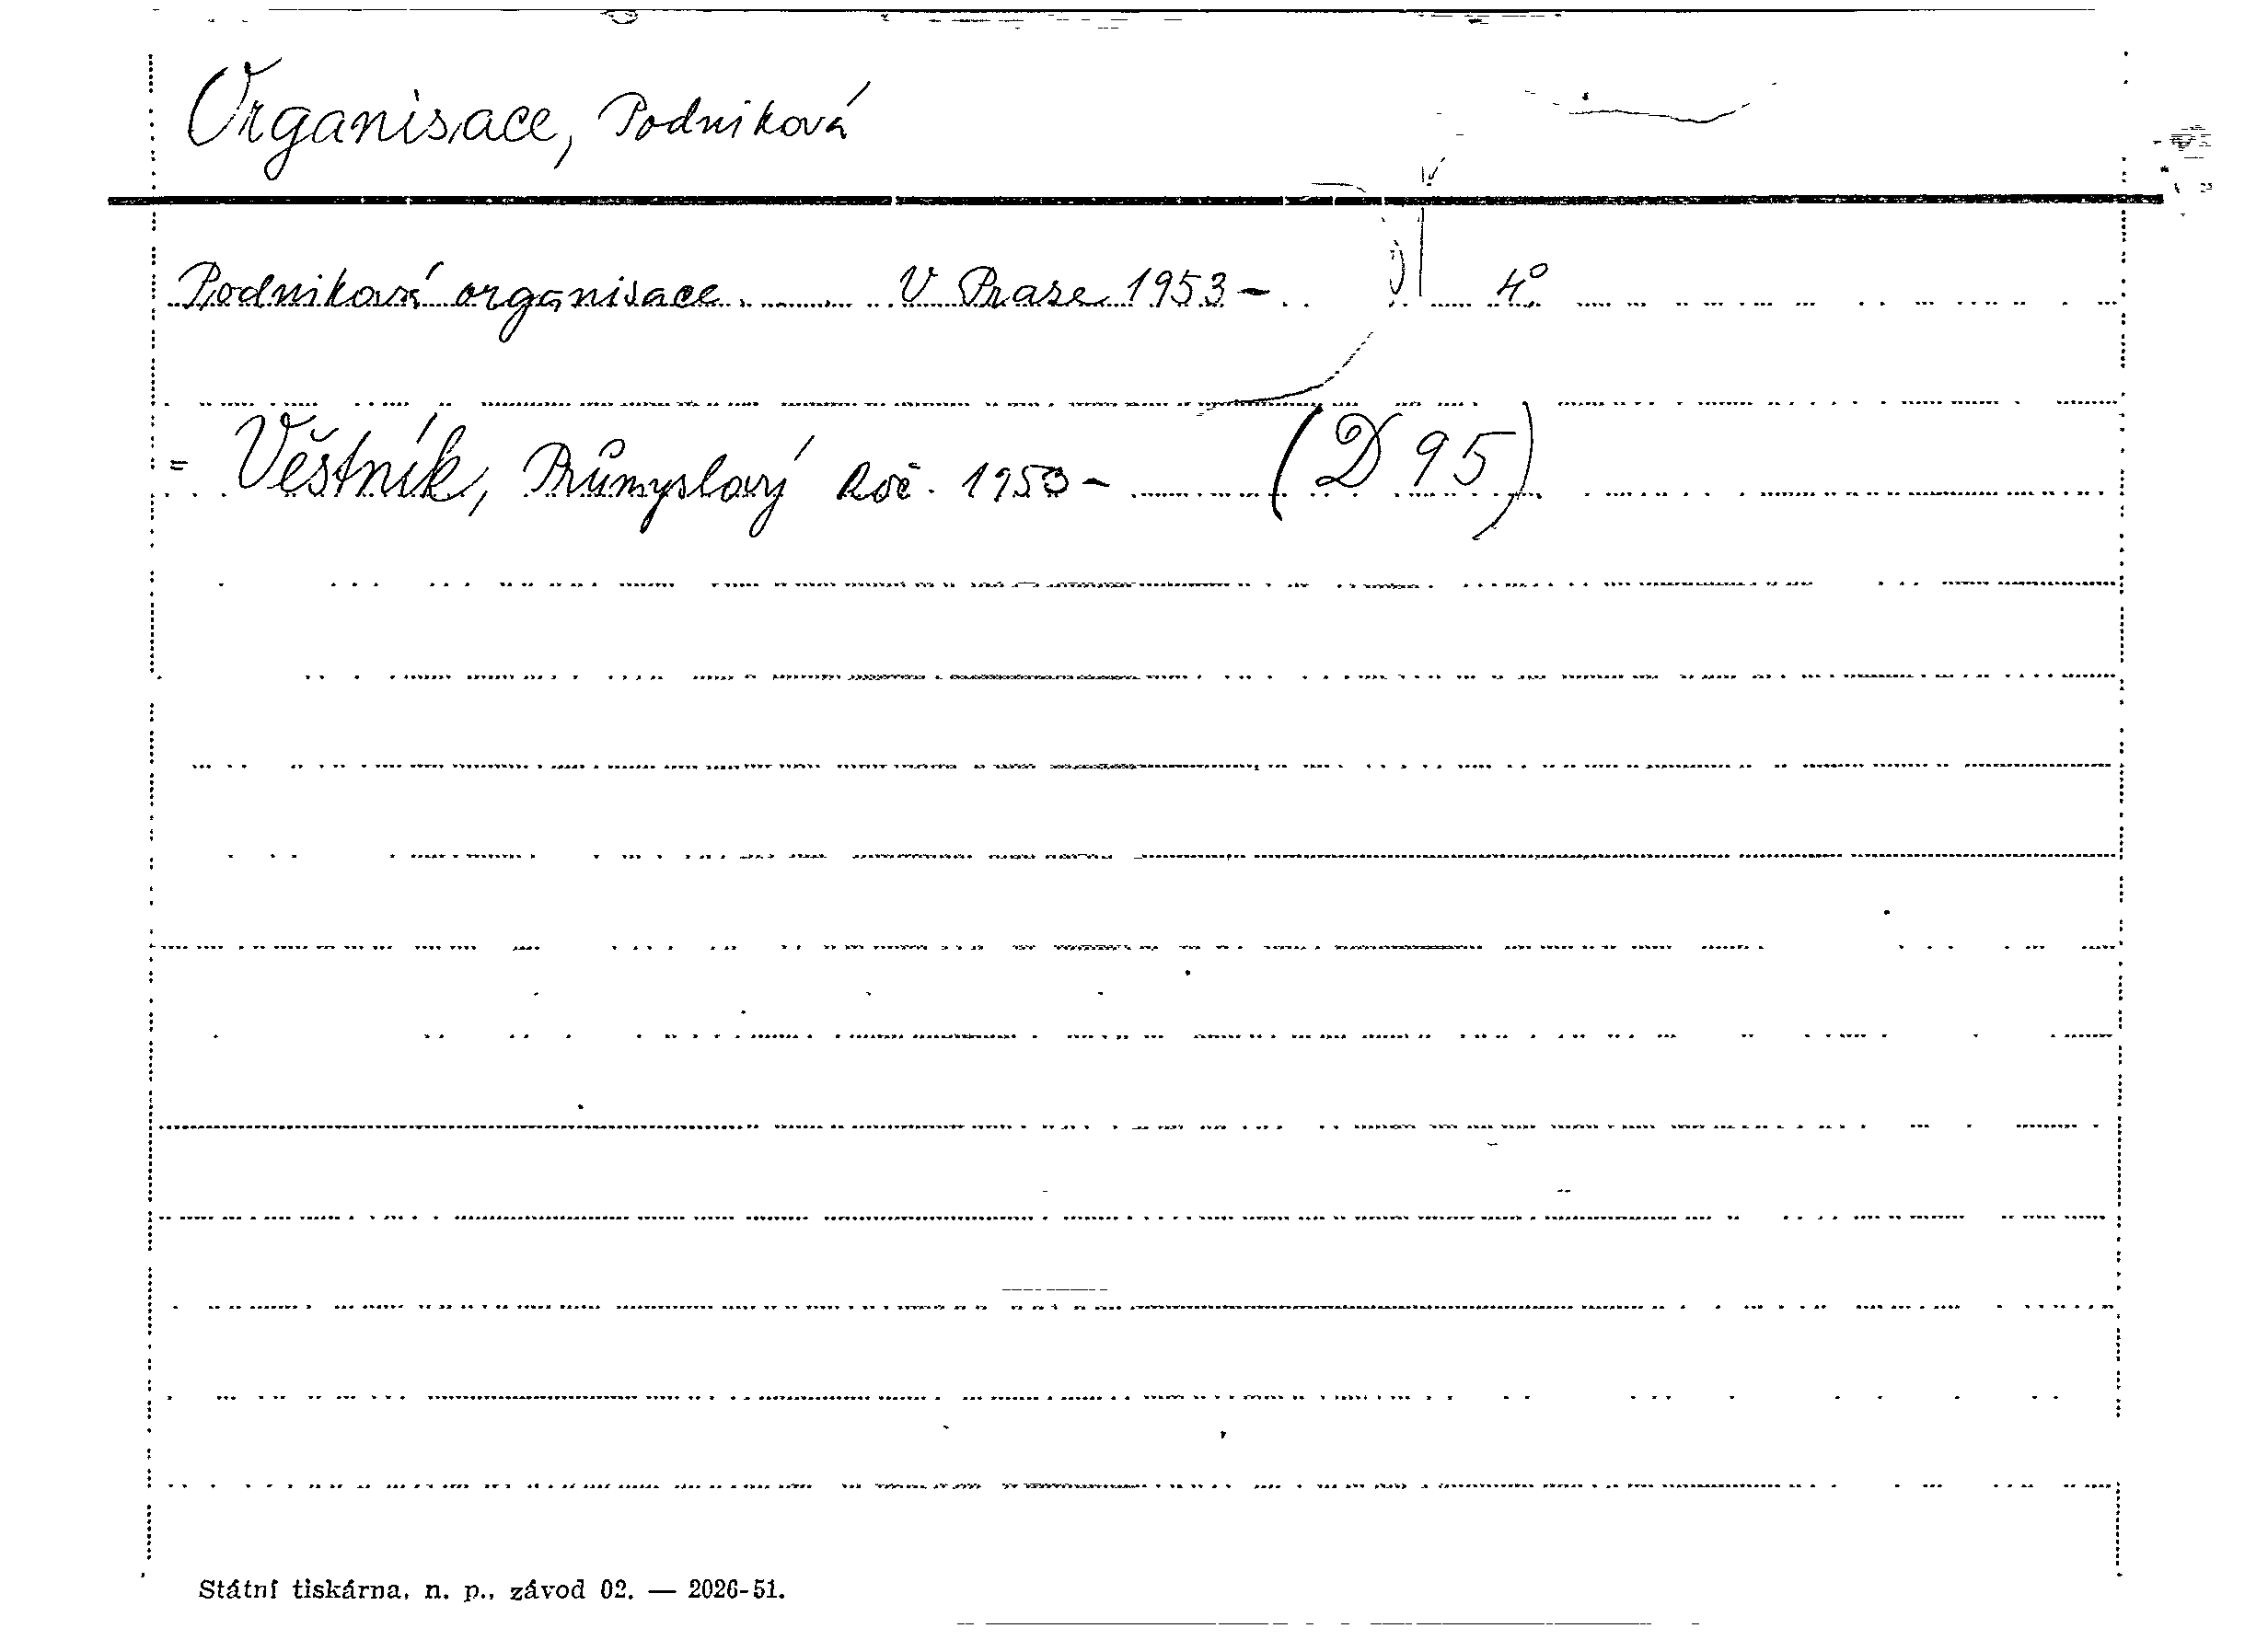 Organisace, Podniková
Podniková organisace. V Praze 1953- 4°.
= Věstník, Průmyslový Roč. 1953- (D 95)
Státní tiskárna, n. p., závod 02. — 2026-51.